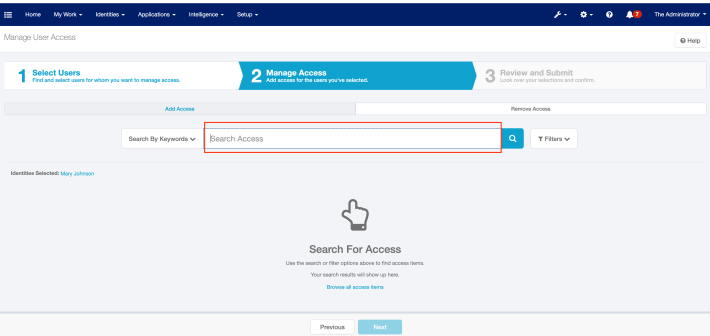 Home My Work Identities Applications Intelligence Setup 7 The Administrator
Manage User Access
Help
1 Select Users
Find and select users for whom you want to manage access.
2 Manage Access
Add access for the users you've selected.
3 Review and Submit
Look over your selections and confirm.
Add Access Remove Access
Search By Keywords Search Access Filters
Identities Selected: Mary Johnson
Search For Access
Use the search or filter options above to find access items.
Your search results will show up here.
Browse all access items
Previous Next